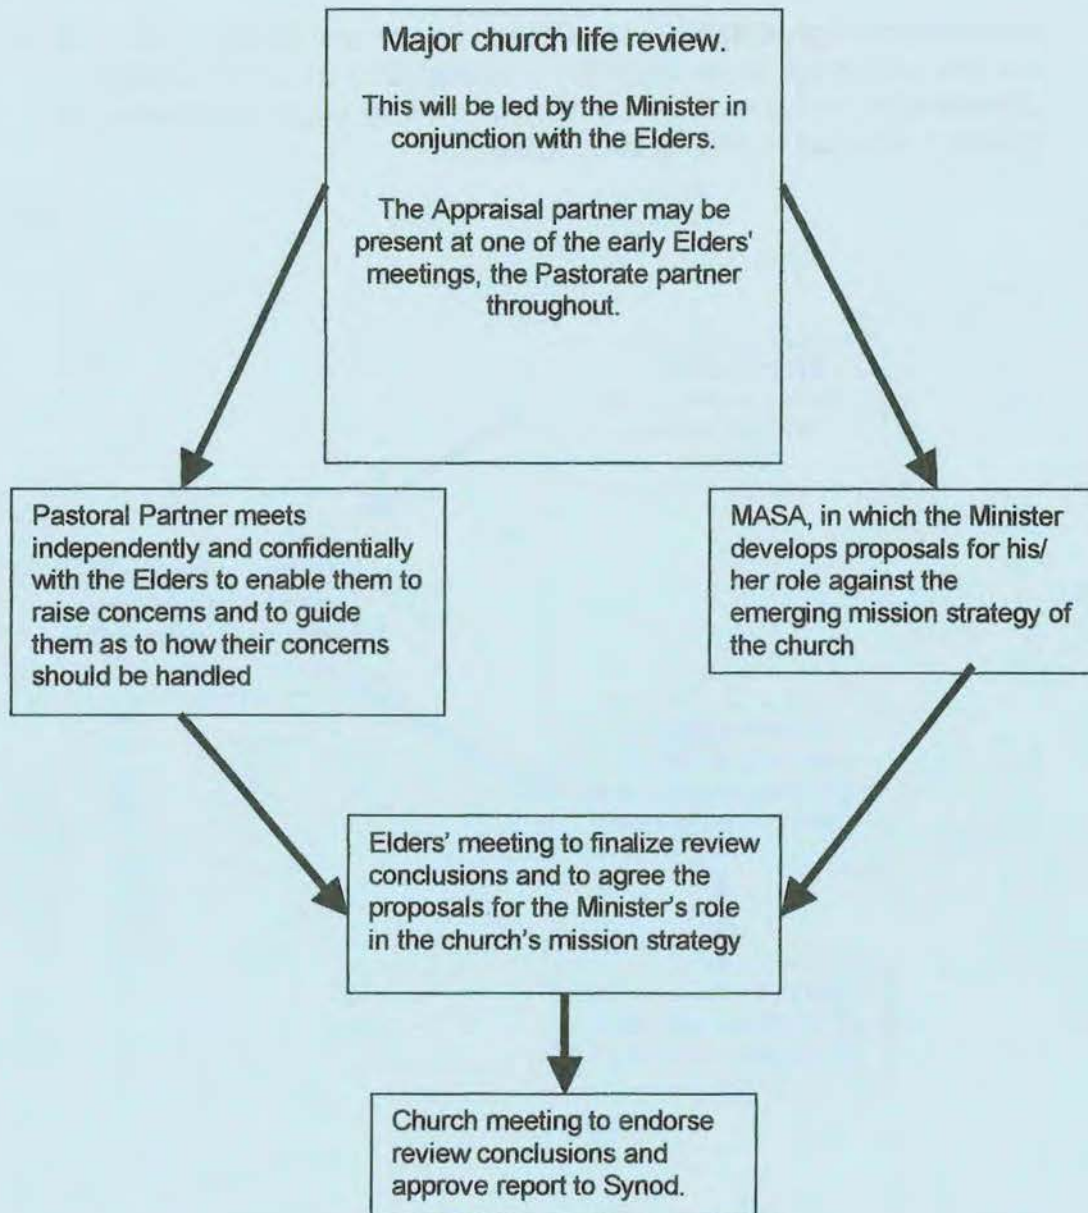 Major church life review.
This will be led by the Minister in
conjunction with the Elders.
The Appraisal partner may be
present at one of the early Elders'
meetings, the Pastorate partner
throughout.
Pastoral Partner meets
independently and confidentially
with the Elders to enable them to
raise concerns and to guide
them as to how their concerns
should be handled
MASA, in which the Minister
develops proposals for his/
her role against the
emerging mission strategy of
the church
Elders' meeting to finalize review
conclusions and to agree the
proposals for the Minister's role
in the church's mission strategy
Church meeting to endorse
review conclusions and
approve report to Synod.